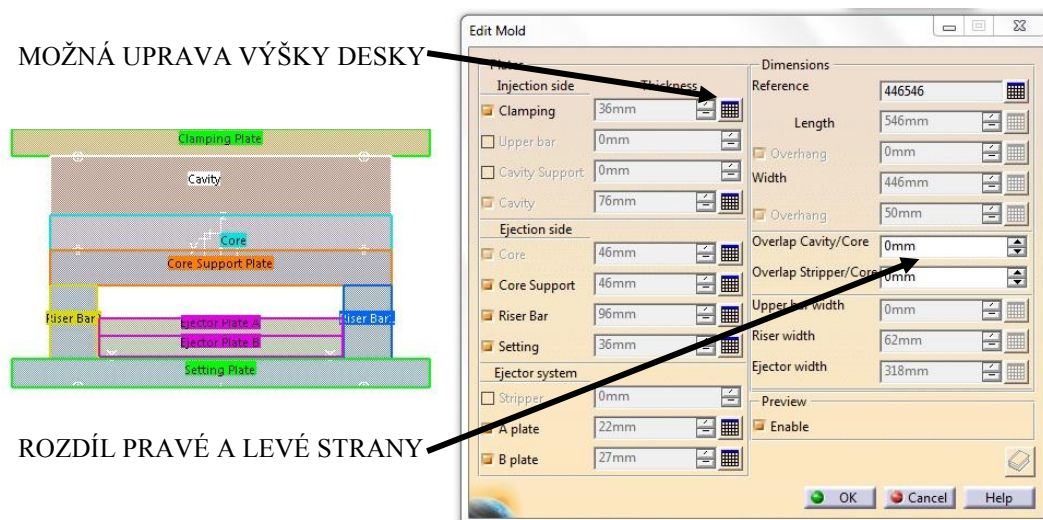 MOŽNÁ UPRAVA VÝŠKY DESKY
Clamping Plate
Cavity
Core
Core Support Plate
Riser Bar
Ejector Plate A
Riser Bar..
Ejector Plate B
Setting Plate
ROZDÍL PRAVÉ A LEVÉ STRANY
Edit Mold
Plates
Injection side Thickness
Clamping 36mm
Upper bar 0mm
Cavity Support 0mm
Cavity 76mm
Ejection side
Core 46mm
Core Support 46mm
Riser Bar 96mm
Setting 36mm
Ejector system
Stripper 0mm
A plate 22mm
B plate 27mm
Dimensions
Reference 446546
Length 546mm
Overhang 0mm
Width 446mm
Overhang 50mm
Overlap Cavity/Core 0mm
Overlap Stripper/Core 0mm
Upper bar width 0mm
Riser width 62mm
Ejector width 318mm
Preview
Enable
OK Cancel Help